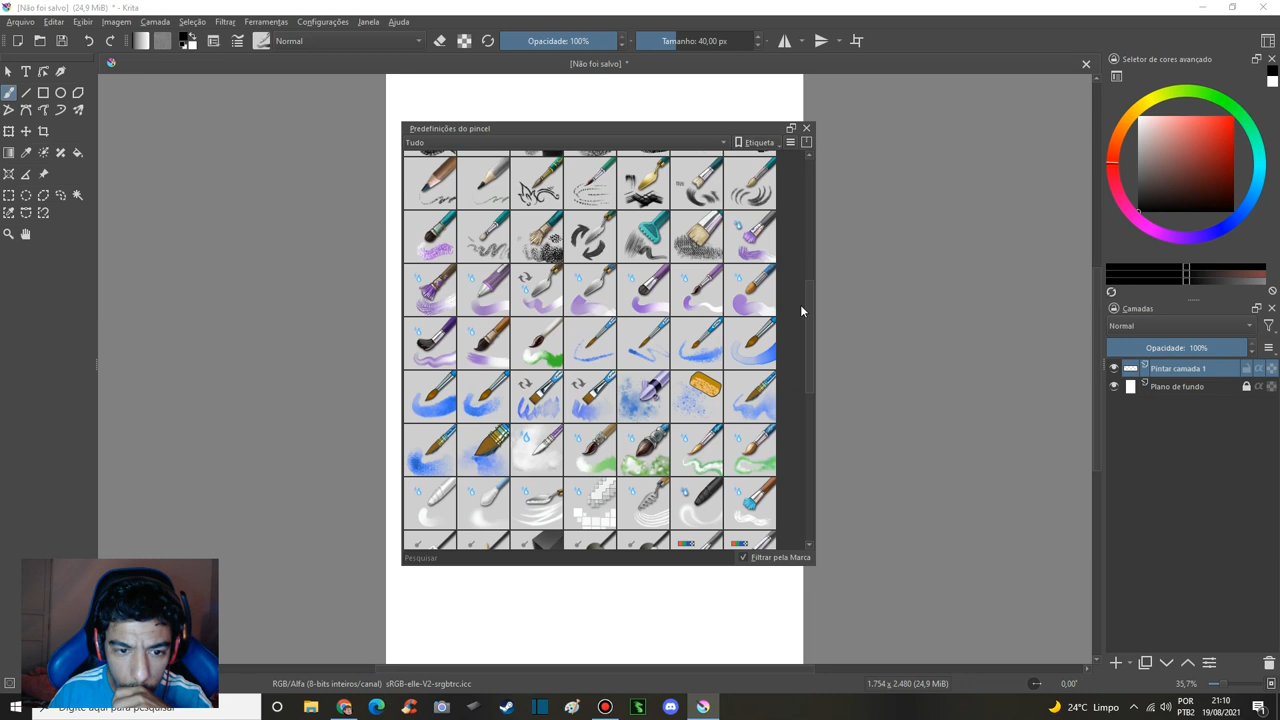 [Não foi salvo] (24,9 MiB) * - Krita
Arquivo Editar Exibir Imagem Camada Seleção Filtrar Ferramentas Configurações Janela Ajuda
Normal
Opacidade: 100%
Tamanho: 40,00 px
[Não foi salvo] *
Seletor de cores avançado
Predefinições do pincel
Tudo
Etiqueta
Camadas
Normal
Opacidade: 100%
Pintar camada 1
Plano de fundo
Pesquisar
Filtrar pela Marca
RGB/Alfa (8-bits inteiros/canal) sRGB-elle-V2-srgbtrc.icc
1.754 x 2.480 (24,9 MiB)
0,00°
35,7%
Digite aqui para pesquisar
24°C Limpo
POR
PTB2
21:10
19/08/2021